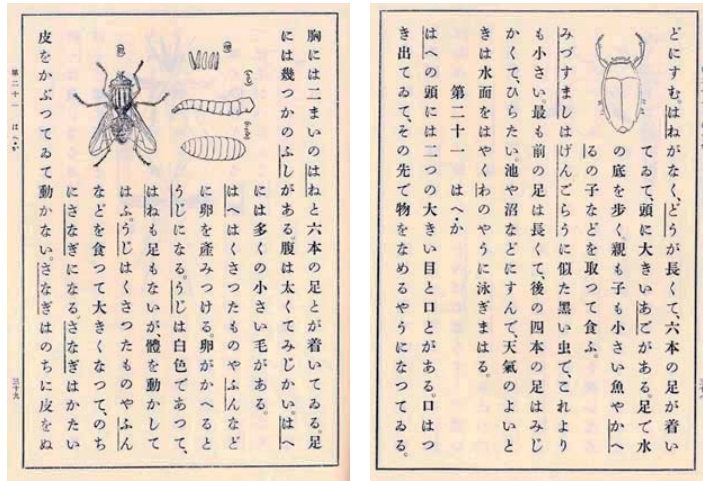 どにすむ。はねがなく、どうが長くて、六本の足が着い
てゐて、頭に大きいあごがある。足で水
の底を歩く。親も子も小さい魚やかへ
るの子などを取つて食ふ。
みづすましはげんごらうに似た黒い虫で、これより
も小さい。最も前の足は長くて、後の四本の足はみじ
かくて、ひらたい。池や沼などにすんで、天氣のよいと
きは水面をはやくわのやうに泳ぎまはる。
第二十一 はへ・か
はへの頭には二つの大きい目と口とがある。口はつ
き出てゐて、その先で物をなめるやうになつてゐる。
胸には二まいのはねと六本の足とが着いてゐる。足
には幾つかのふしがある。腹は太くてみじかい。はへ
には多くの小さい毛がある。
はへはくさつたものやふんなど
に卵を產みつける。卵がかへると
うじになる。うじは白色であつて、
はねも足もないが、體を動かして
はふ。うじはくさつたものやふん
などを食つて大きくなつて、のち
にさなぎになる。さなぎはかたい
皮をかぶつてゐて動かない。さなぎはのちに皮をぬ
第二十一 はへ・か
三十九